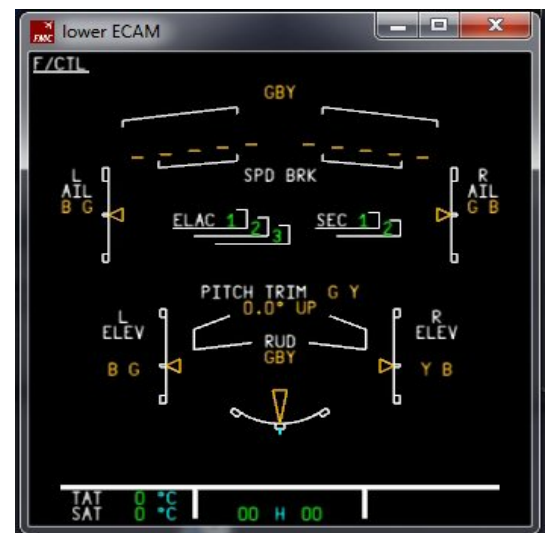 lower ECAM
F/CTL
GBY
L R
AIL SPD BRK AIL
B G G B
ELAC 1 2 3 SEC 1 2
PITCH TRIM G Y
0.0° UP
L R
ELEV RUD ELEV
B G GBY Y B
TAT 0 °C
SAT 0 °C 00 H 00